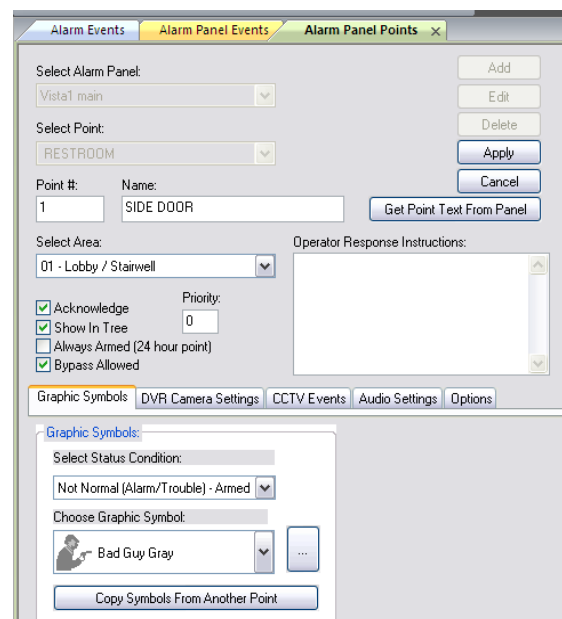 Alarm Events Alarm Panel Events Alarm Panel Points ×
Select Alarm Panel:
Add
Vista1 main
Edit
Select Point:
Delete
RESTROOM
Apply
Point #: Name:
Cancel
1 SIDE DOOR
Get Point Text From Panel
Select Area:
Operator Response Instructions:
01 - Lobby / Stairwell
Acknowledge
Priority:
Show In Tree
0
Always Armed (24 hour point)
Bypass Allowed
Graphic Symbols DVR Camera Settings CCTV Events Audio Settings Options
Graphic Symbols:
Select Status Condition:
Not Normal (Alarm/Trouble) - Armed
Choose Graphic Symbol:
Bad Guy Gray
...
Copy Symbols From Another Point